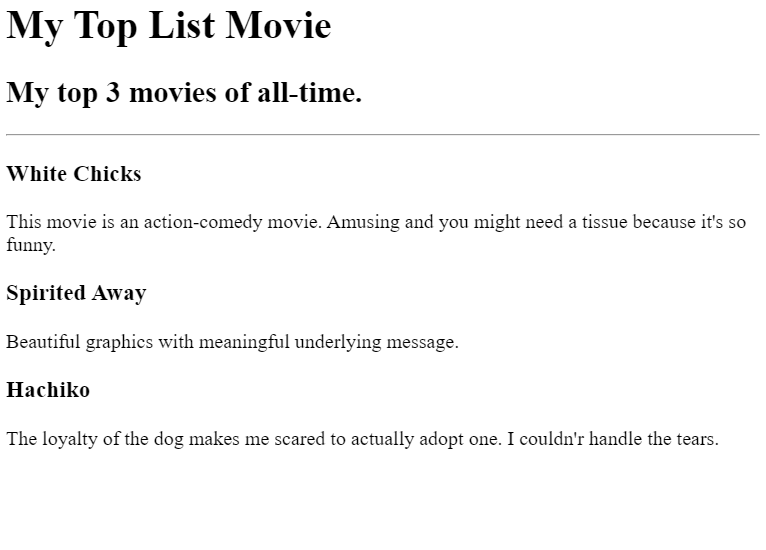 My Top List Movie
My top 3 movies of all-time.
White Chicks
This movie is an action-comedy movie. Amusing and you might need a tissue because it's so
funny.
Spirited Away
Beautiful graphics with meaningful underlying message.
Hachiko
The loyalty of the dog makes me scared to actually adopt one. I couldn'r handle the tears.